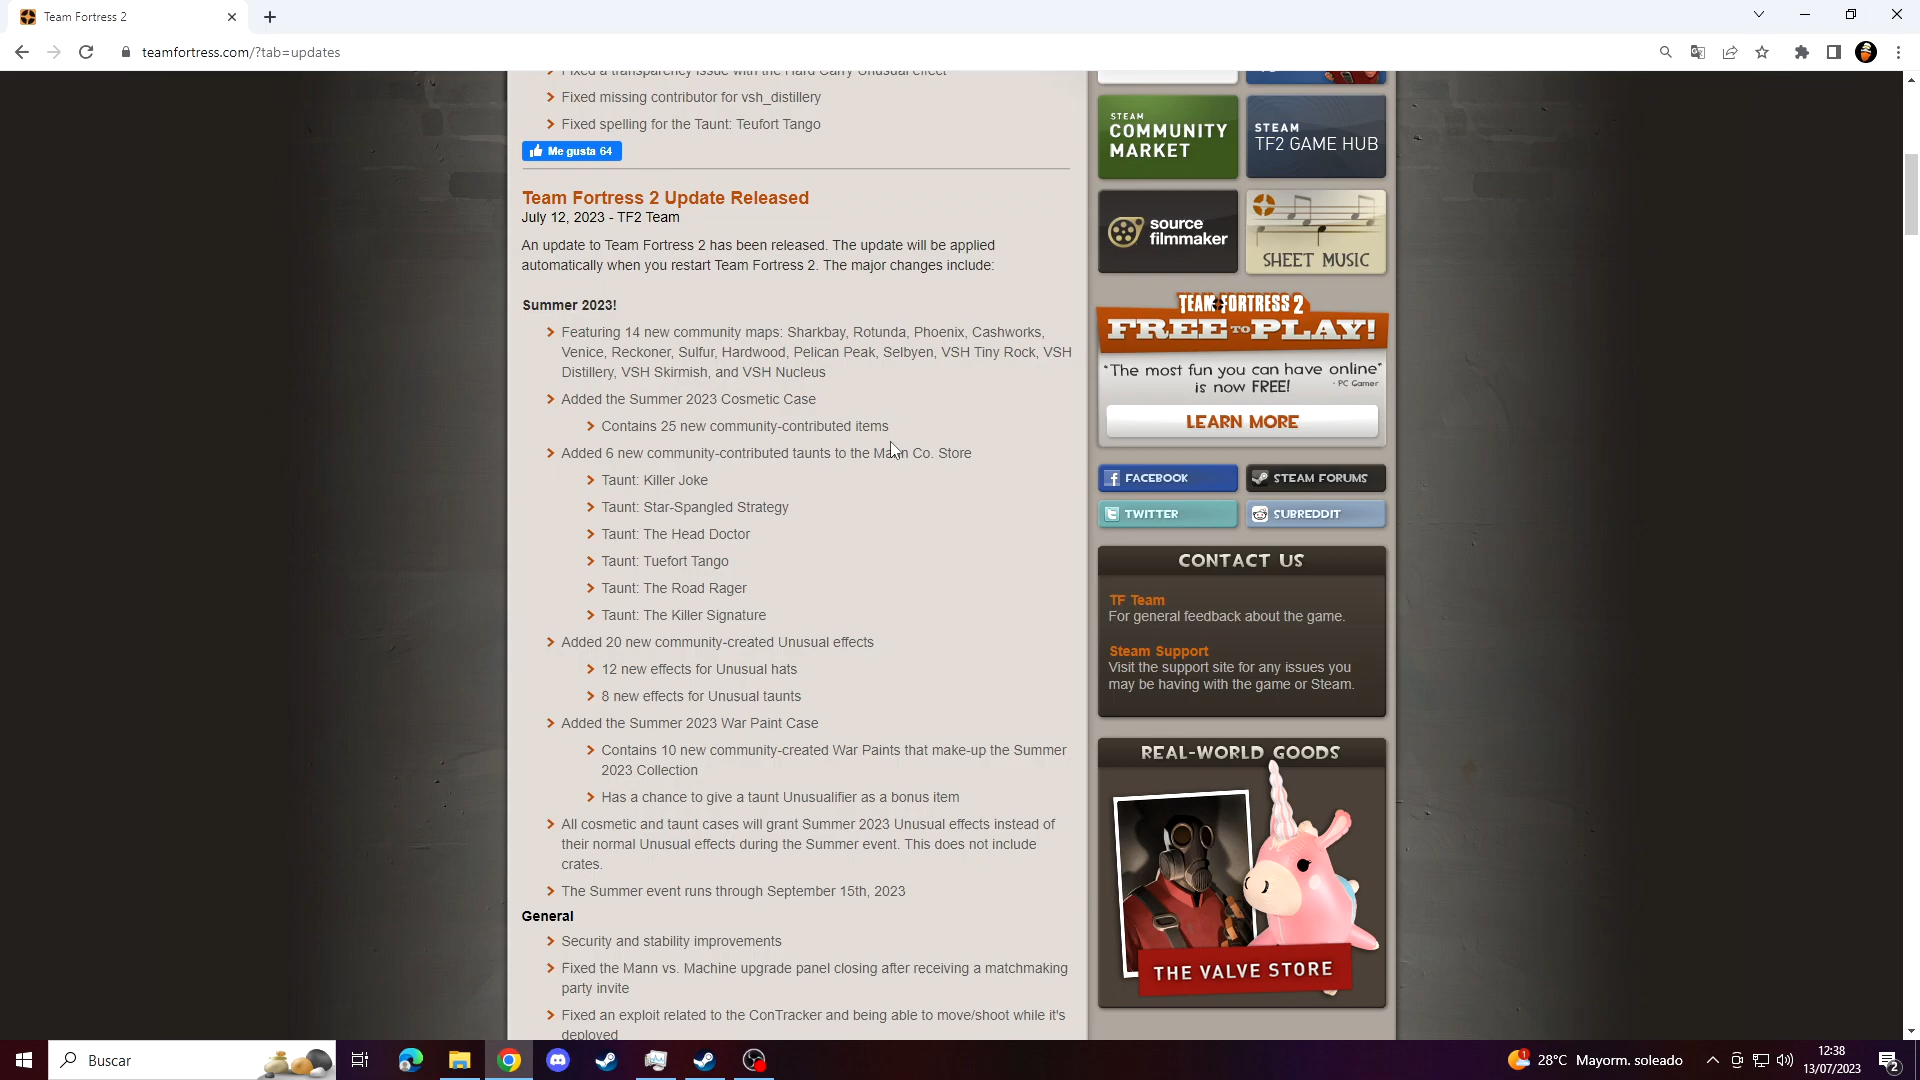 Team Fortress 2
teamfortress.com/?tab=updates
Fixed a transparency issue with the Hard Carry Unusual effect
Fixed missing contributor for vsh_distillery
Fixed spelling for the Taunt: Teufort Tango
Me gusta 64
Team Fortress 2 Update Released
July 12, 2023 - TF2 Team
An update to Team Fortress 2 has been released. The update will be applied
automatically when you restart Team Fortress 2. The major changes include:
Summer 2023!
Featuring 14 new community maps: Sharkbay, Rotunda, Phoenix, Cashworks,
Venice, Reckoner, Sulfur, Hardwood, Pelican Peak, Selbyen, VSH Tiny Rock, VSH
Distillery, VSH Skirmish, and VSH Nucleus
Added the Summer 2023 Cosmetic Case
Contains 25 new community-contributed items
Added 6 new community-contributed taunts to the Mann Co. Store
Taunt: Killer Joke
Taunt: Star-Spangled Strategy
Taunt: The Head Doctor
Taunt: Tuefort Tango
Taunt: The Road Rager
Taunt: The Killer Signature
Added 20 new community-created Unusual effects
12 new effects for Unusual hats
8 new effects for Unusual taunts
Added the Summer 2023 War Paint Case
Contains 10 new community-created War Paints that make-up the Summer
2023 Collection
Has a chance to give a taunt Unusualifier as a bonus item
All cosmetic and taunt cases will grant Summer 2023 Unusual effects instead of
their normal Unusual effects during the Summer event. This does not include
crates.
The Summer event runs through September 15th, 2023
General
Security and stability improvements
Fixed the Mann vs. Machine upgrade panel closing after receiving a matchmaking
party invite
Fixed an exploit related to the ConTracker and being able to move/shoot while it's
deployed
STEAM
COMMUNITY
MARKET
STEAM
TF2 GAME HUB
source
filmmaker
SHEET MUSIC
TEAM FORTRESS 2
FREE TO PLAY!
"The most fun you can have online"
is now FREE! - PC Gamer
LEARN MORE
FACEBOOK
STEAM FORUMS
TWITTER
SUBREDDIT
CONTACT US
TF Team
For general feedback about the game.
Steam Support
Visit the support site for any issues you
may be having with the game or Steam.
REAL-WORLD GOODS
THE VALVE STORE
Buscar
1
28°C Mayorm. soleado
12:38
13/07/2023
2